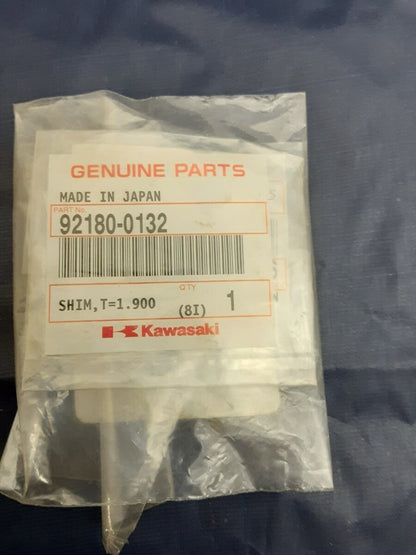 GENUINE PARTS
MADE IN JAPAN
PART No.
92180-0132
QTY
SHIM,T=1.900 (8I) 1
Kawasaki